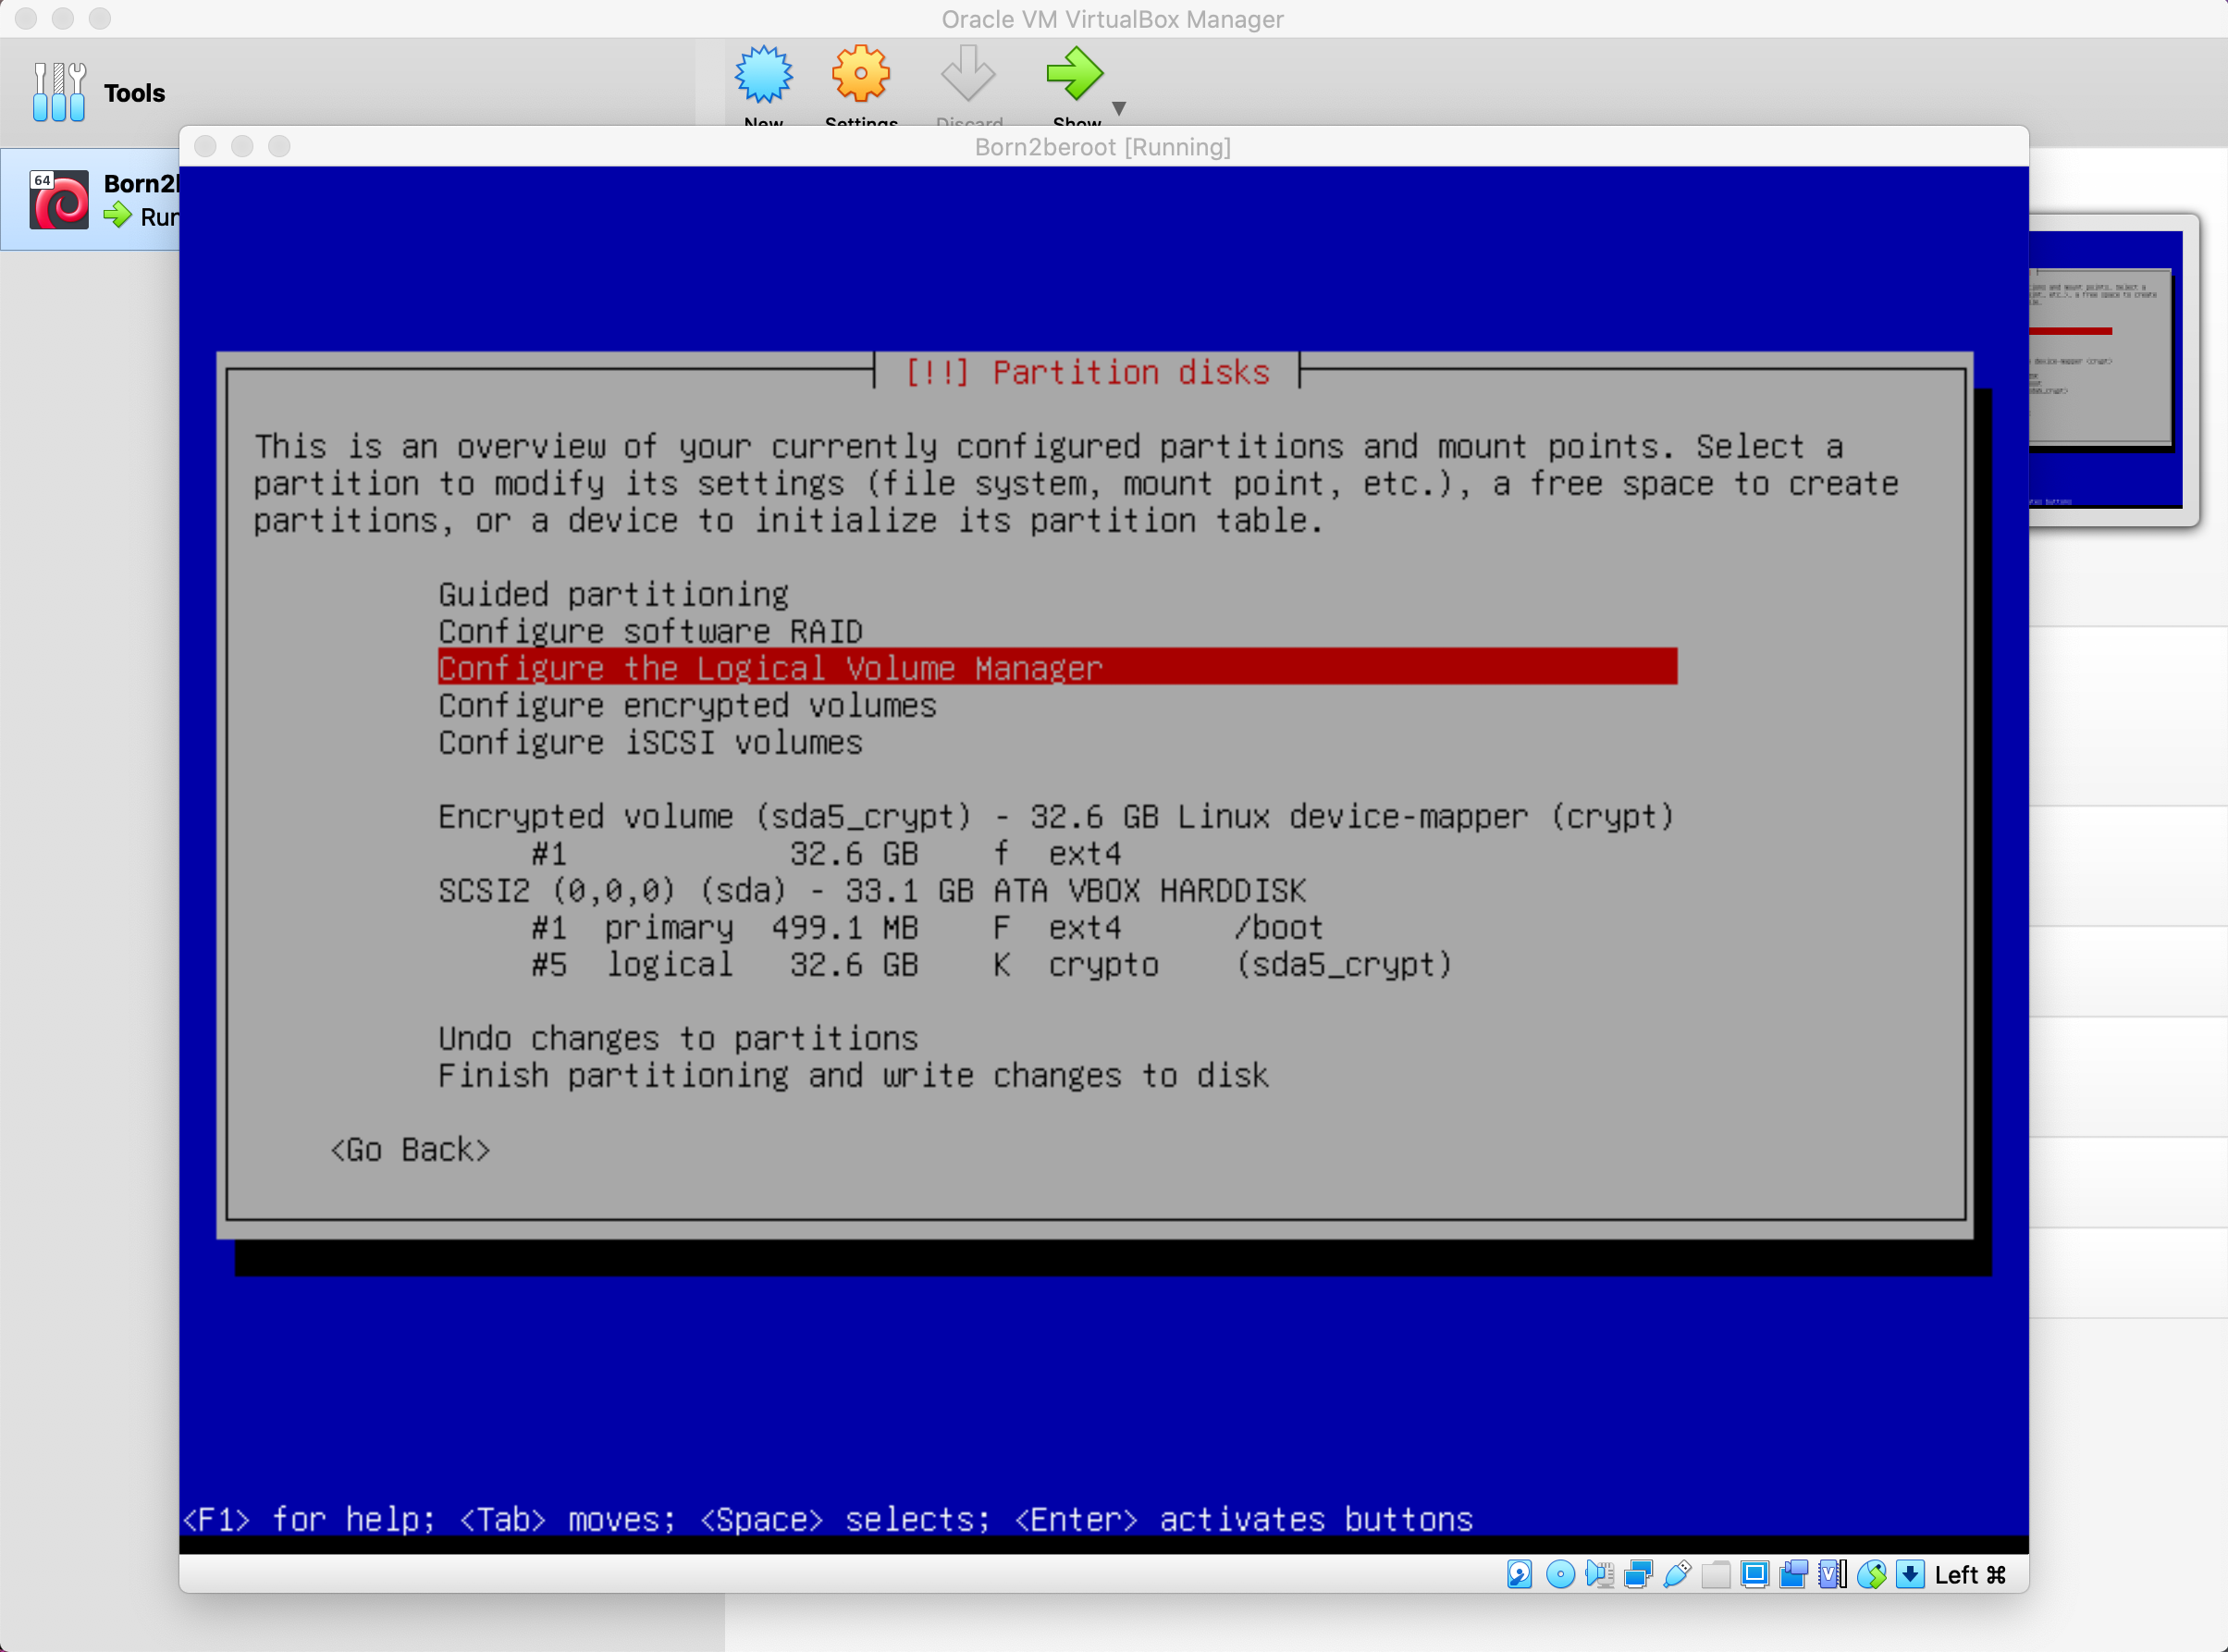 Oracle VM VirtualBox Manager
Tools
New
Settings
Discard
Show
Born2beroot [Running]
64
Born2
Run
[!!] Partition disks
This is an overview of your currently configured partitions and mount points. Select a
partition to modify its settings (file system, mount point, etc.), a free space to create
partitions, or a device to initialize its partition table.
Guided partitioning
Configure software RAID
Configure the Logical Volume Manager
Configure encrypted volumes
Configure iSCSI volumes
Encrypted volume (sda5_crypt) - 32.6 GB Linux device-mapper (crypt)
#1 32.6 GB f ext4
SCSI2 (0,0,0) (sda) - 33.1 GB ATA VBOX HARDDISK
#1 primary 499.1 MB F ext4 /boot
#5 logical 32.6 GB K crypto (sda5_crypt)
Undo changes to partitions
Finish partitioning and write changes to disk
<Go Back>
<F1> for help; <Tab> moves; <Space> selects; <Enter> activates buttons
Left ⌘